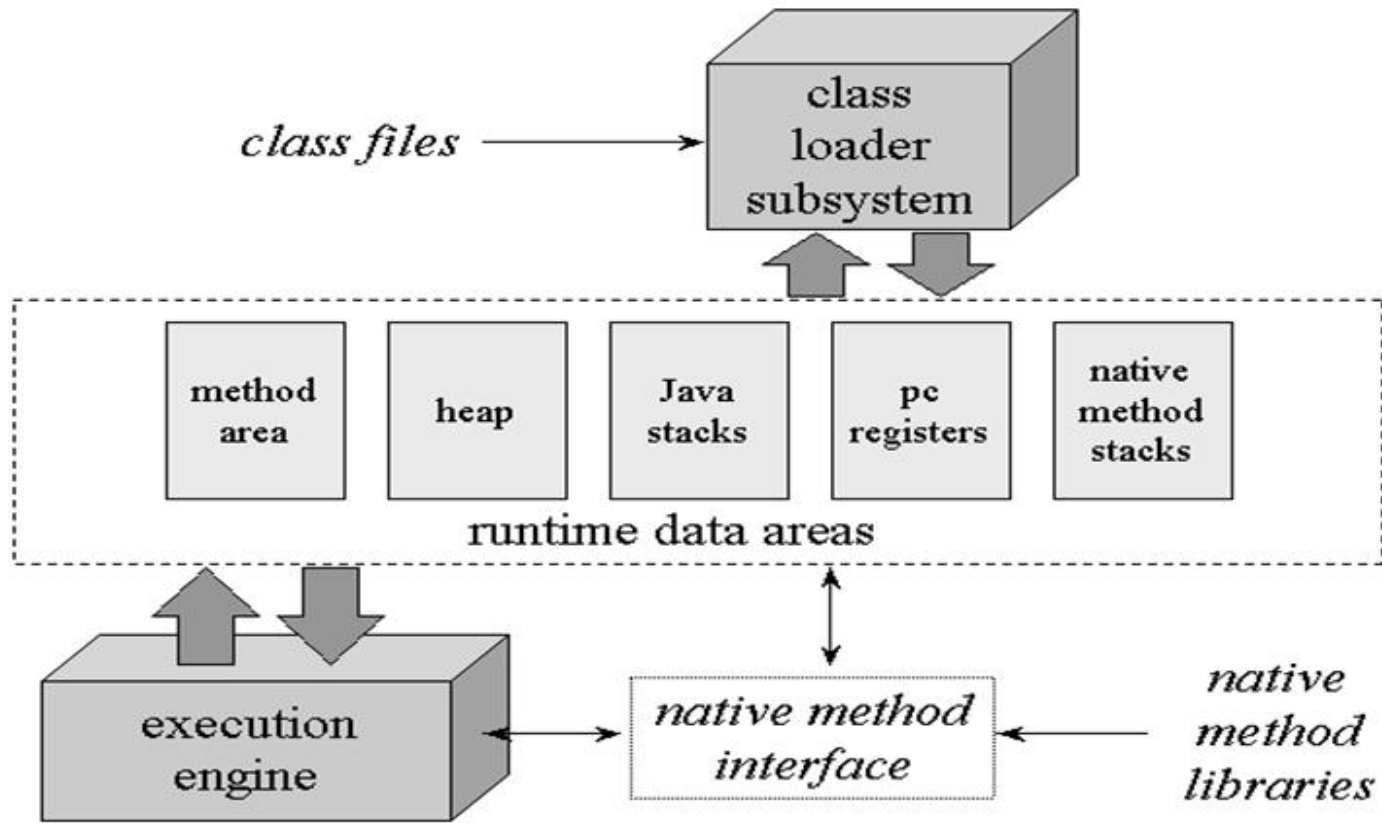 class
loader
subsystem
class files
method
area
heap
Java
stacks
pc
registers
native
method
stacks
runtime data areas
execution
engine
native method
interface
native
method
libraries